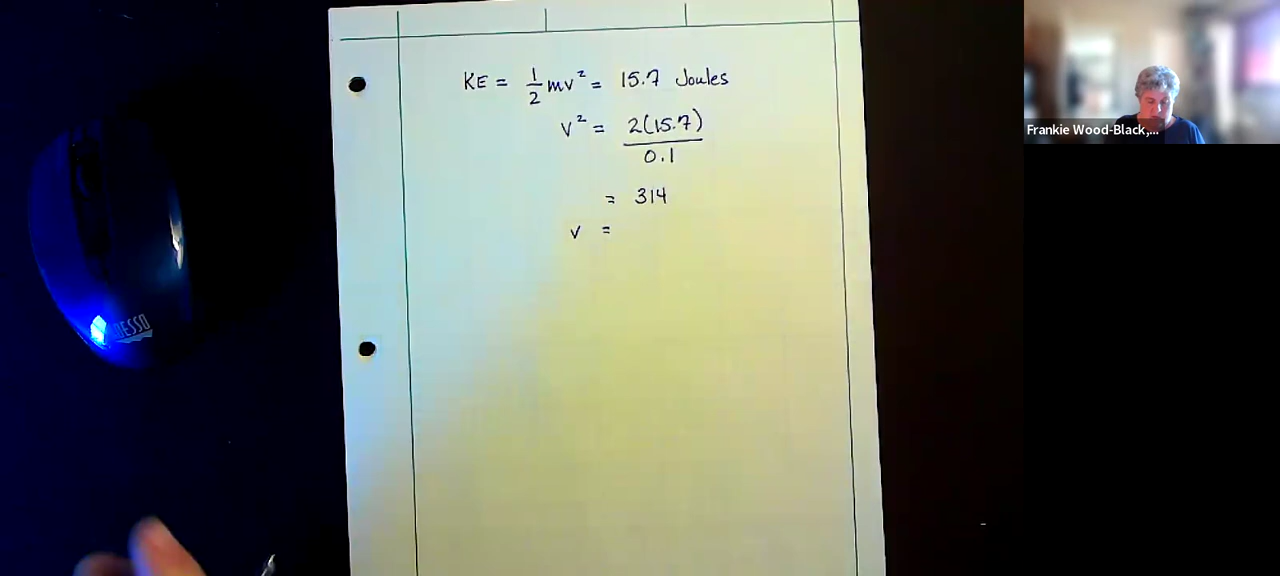 KE = 1/2 mv² = 15.7 Joules
v² = 2(15.7) / 0.1
= 314
v =
Frankie Wood-Black,...